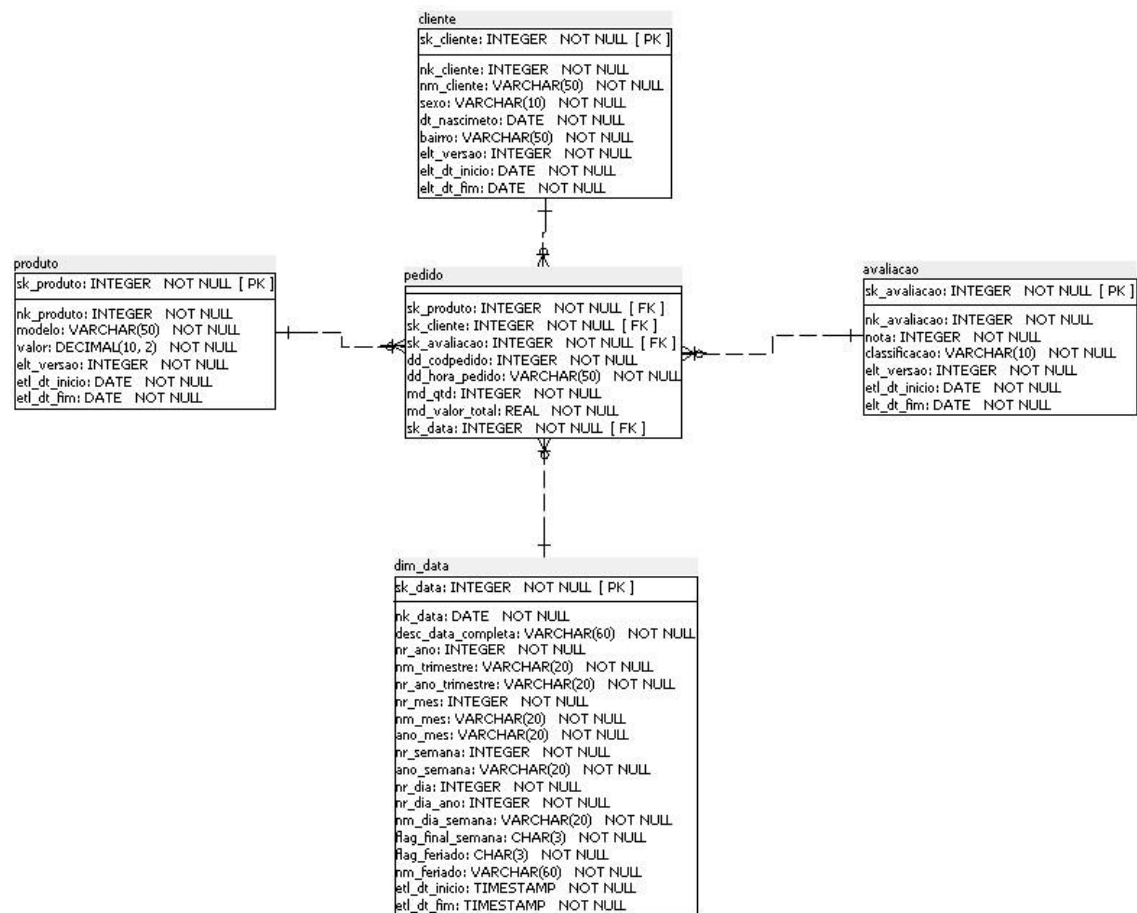 cliente
sk_cliente: INTEGER NOT NULL [ PK ]
nk_cliente: INTEGER NOT NULL
nm_cliente: VARCHAR(50) NOT NULL
sexo: VARCHAR(10) NOT NULL
dt_nascimeto: DATE NOT NULL
bairro: VARCHAR(50) NOT NULL
elt_versao: INTEGER NOT NULL
elt_dt_inicio: DATE NOT NULL
elt_dt_fim: DATE NOT NULL
produto
sk_produto: INTEGER NOT NULL [ PK ]
nk_produto: INTEGER NOT NULL
modelo: VARCHAR(50) NOT NULL
valor: DECIMAL(10, 2) NOT NULL
elt_versao: INTEGER NOT NULL
etl_dt_inicio: DATE NOT NULL
etl_dt_fim: DATE NOT NULL
pedido
sk_produto: INTEGER NOT NULL [ FK ]
sk_cliente: INTEGER NOT NULL [ FK ]
sk_avaliacao: INTEGER NOT NULL [ FK ]
dd_codpedido: INTEGER NOT NULL
dd_hora_pedido: VARCHAR(50) NOT NULL
md_qtd: INTEGER NOT NULL
md_valor_total: REAL NOT NULL
sk_data: INTEGER NOT NULL [ FK ]
avaliacao
sk_avaliacao: INTEGER NOT NULL [ PK ]
nk_avaliacao: INTEGER NOT NULL
nota: INTEGER NOT NULL
classificacao: VARCHAR(10) NOT NULL
elt_versao: INTEGER NOT NULL
etl_dt_inicio: DATE NOT NULL
elt_dt_fim: DATE NOT NULL
dim_data
sk_data: INTEGER NOT NULL [ PK ]
nk_data: DATE NOT NULL
desc_data_completa: VARCHAR(60) NOT NULL
nr_ano: INTEGER NOT NULL
nm_trimestre: VARCHAR(20) NOT NULL
nr_ano_trimestre: VARCHAR(20) NOT NULL
nr_mes: INTEGER NOT NULL
nm_mes: VARCHAR(20) NOT NULL
ano_mes: VARCHAR(20) NOT NULL
nr_semana: INTEGER NOT NULL
ano_semana: VARCHAR(20) NOT NULL
nr_dia: INTEGER NOT NULL
nr_dia_ano: INTEGER NOT NULL
nm_dia_semana: VARCHAR(20) NOT NULL
flag_final_semana: CHAR(3) NOT NULL
flag_feriado: CHAR(3) NOT NULL
nm_feriado: VARCHAR(60) NOT NULL
etl_dt_inicio: TIMESTAMP NOT NULL
etl_dt_fim: TIMESTAMP NOT NULL